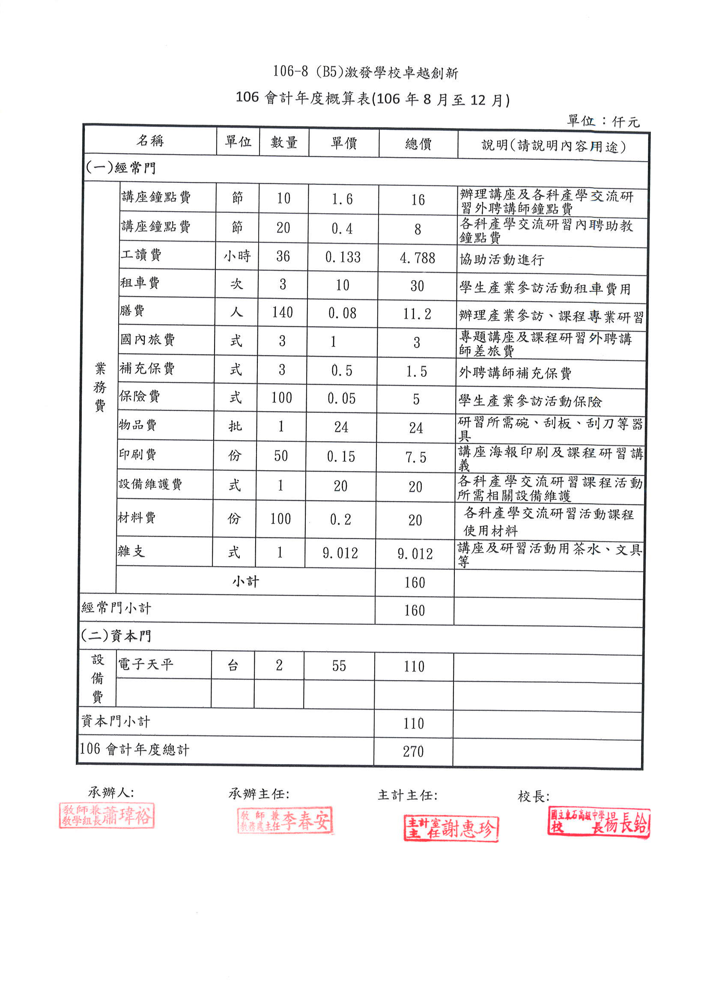 106-8 (B5)激發學校卓越創新
106 會計年度概算表(106 年 8 月至 12 月)
單位：仟元
名稱 單位 數量 單價 總價 說明(請說明內容用途)
(一)經常門
業務費
講座鐘點費 節 10 1.6 16 辦理講座及各科產學交流研
習外聘講師鐘點費
講座鐘點費 節 20 0.4 8 各科產學交流研習內聘助教
鐘點費
工讀費 小時 36 0.133 4.788 協助活動進行
租車費 次 3 10 30 學生產業參訪活動租車費用
膳費 人 140 0.08 11.2 辦理產業參訪、課程專業研習
國內旅費 式 3 1 3 專題講座及課程研習外聘講
師差旅費
補充保費 式 3 0.5 1.5 外聘講師補充保費
保險費 式 100 0.05 5 學生產業參訪活動保險
物品費 批 1 24 24 研習所需碗、刮板、刮刀等器
具
印刷費 份 50 0.15 7.5 講座海報印刷及課程研習講
義
設備維護費 式 1 20 20 各科產學交流研習課程活動
所需相關設備維護
材料費 份 100 0.2 20 各科產學交流研習活動課程
使用材料
雜支 式 1 9.012 9.012 講座及研習活動用茶水、文具
等
小計 160
經常門小計 160
(二)資本門
設備費
電子天平 台 2 55 110
資本門小計 110
106 會計年度總計 270
承辦人: 承辦主任: 主計主任: 校長:
教師兼教學組長蕭瑋裕
教師兼教務處主任李春安
主計室主任謝惠珍
國立東石高級中學校長楊長鉿